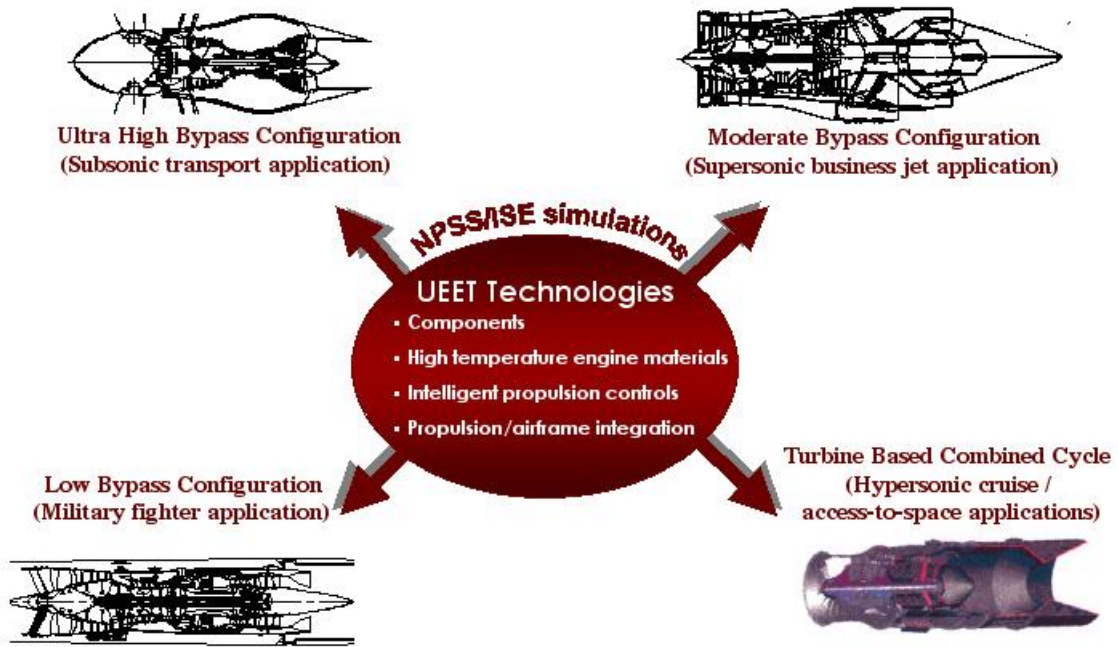 Ultra High Bypass Configuration
(Subsonic transport application)
Moderate Bypass Configuration
(Supersonic business jet application)
NPSS/ISE simulations
UEET Technologies
▪ Components
▪ High temperature engine materials
▪ Intelligent propulsion controls
▪ Propulsion/airframe integration
Low Bypass Configuration
(Military fighter application)
Turbine Based Combined Cycle
(Hypersonic cruise /
access-to-space applications)